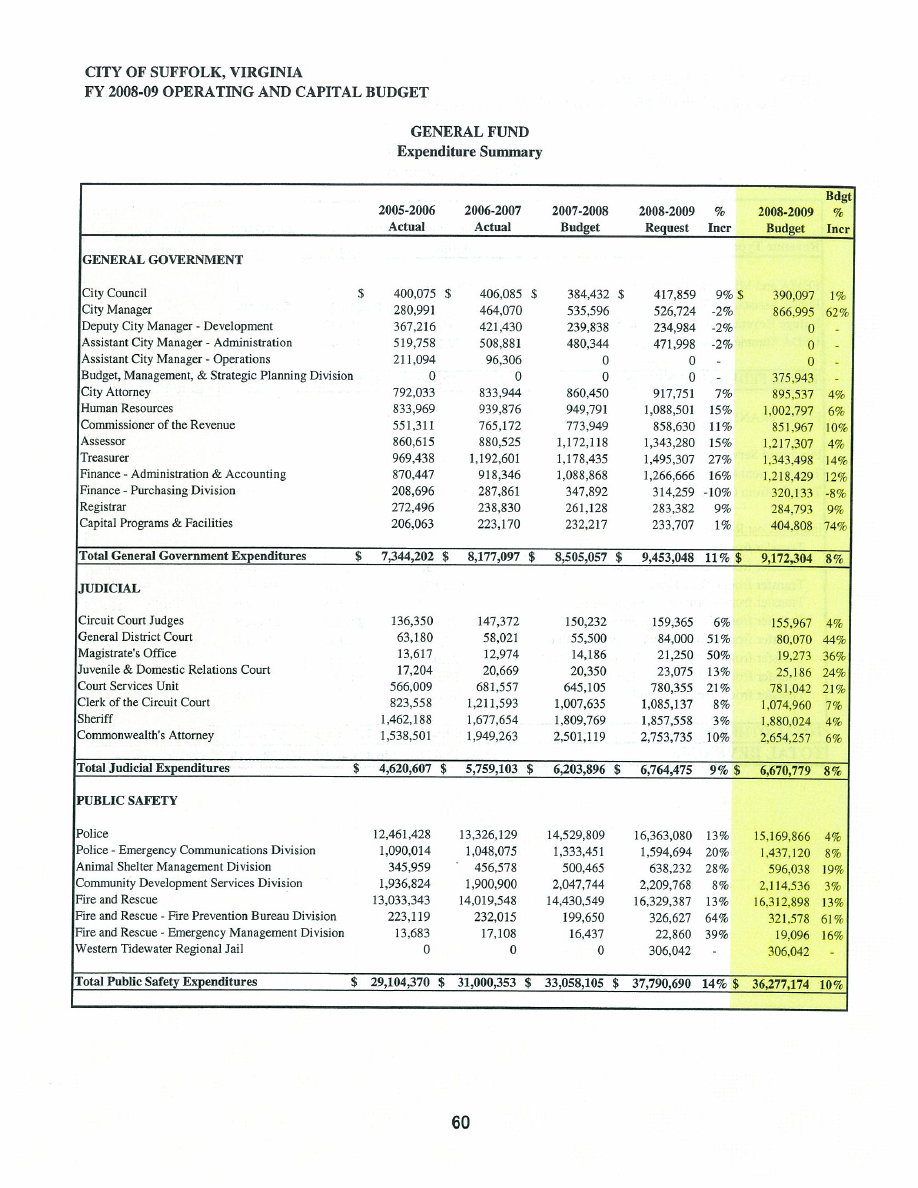 CITY OF SUFFOLK, VIRGINIA
FY 2008-09 OPERATING AND CAPITAL BUDGET
GENERAL FUND
Expenditure Summary
Bdgt
2005-2006 2006-2007 2007-2008 2008-2009 % 2008-2009 %
Actual Actual Budget Request Incr Budget Incr
GENERAL GOVERNMENT
City Council $ 400,075 $ 406,085 $ 384,432 $ 417,859 9% $ 390,097 1%
City Manager 280,991 464,070 535,596 526,724 -2% 866,995 62%
Deputy City Manager - Development 367,216 421,430 239,838 234,984 -2% 0 -
Assistant City Manager - Administration 519,758 508,881 480,344 471,998 -2% 0 -
Assistant City Manager - Operations 211,094 96,306 0 0 - 0 -
Budget, Management, & Strategic Planning Division 0 0 0 0 - 375,943 -
City Attorney 792,033 833,944 860,450 917,751 7% 895,537 4%
Human Resources 833,969 939,876 949,791 1,088,501 15% 1,002,797 6%
Commissioner of the Revenue 551,311 765,172 773,949 858,630 11% 851,967 10%
Assessor 860,615 880,525 1,172,118 1,343,280 15% 1,217,307 4%
Treasurer 969,438 1,192,601 1,178,435 1,495,307 27% 1,343,498 14%
Finance - Administration & Accounting 870,447 918,346 1,088,868 1,266,666 16% 1,218,429 12%
Finance - Purchasing Division 208,696 287,861 347,892 314,259 -10% 320,133 -8%
Registrar 272,496 238,830 261,128 283,382 9% 284,793 9%
Capital Programs & Facilities 206,063 223,170 232,217 233,707 1% 404,808 74%
Total General Government Expenditures $ 7,344,202 $ 8,177,097 $ 8,505,057 $ 9,453,048 11% $ 9,172,304 8%
JUDICIAL
Circuit Court Judges 136,350 147,372 150,232 159,365 6% 155,967 4%
General District Court 63,180 58,021 55,500 84,000 51% 80,070 44%
Magistrate's Office 13,617 12,974 14,186 21,250 50% 19,273 36%
Juvenile & Domestic Relations Court 17,204 20,669 20,350 23,075 13% 25,186 24%
Court Services Unit 566,009 681,557 645,105 780,355 21% 781,042 21%
Clerk of the Circuit Court 823,558 1,211,593 1,007,635 1,085,137 8% 1,074,960 7%
Sheriff 1,462,188 1,677,654 1,809,769 1,857,558 3% 1,880,024 4%
Commonwealth's Attorney 1,538,501 1,949,263 2,501,119 2,753,735 10% 2,654,257 6%
Total Judicial Expenditures $ 4,620,607 $ 5,759,103 $ 6,203,896 $ 6,764,475 9% $ 6,670,779 8%
PUBLIC SAFETY
Police 12,461,428 13,326,129 14,529,809 16,363,080 13% 15,169,866 4%
Police - Emergency Communications Division 1,090,014 1,048,075 1,333,451 1,594,694 20% 1,437,120 8%
Animal Shelter Management Division 345,959 456,578 500,465 638,232 28% 596,038 19%
Community Development Services Division 1,936,824 1,900,900 2,047,744 2,209,768 8% 2,114,536 3%
Fire and Rescue 13,033,343 14,019,548 14,430,549 16,329,387 13% 16,312,898 13%
Fire and Rescue - Fire Prevention Bureau Division 223,119 232,015 199,650 326,627 64% 321,578 61%
Fire and Rescue - Emergency Management Division 13,683 17,108 16,437 22,860 39% 19,096 16%
Western Tidewater Regional Jail 0 0 0 306,042 - 306,042 -
Total Public Safety Expenditures $ 29,104,370 $ 31,000,353 $ 33,058,105 $ 37,790,690 14% $ 36,277,174 10%
60